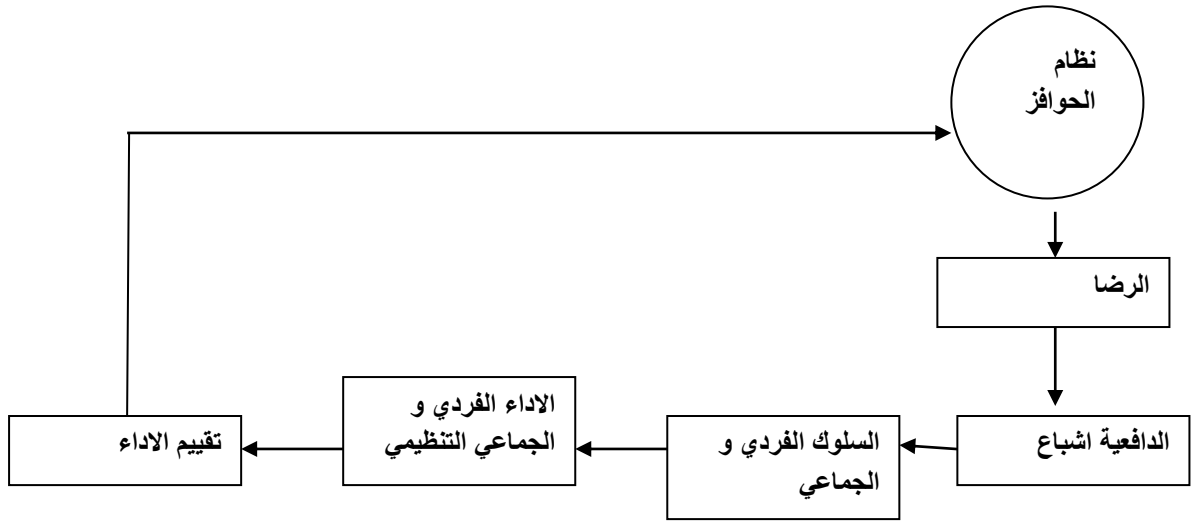 نظام
الحوافز
الرضا
الدافعية اشباع
السلوك الفردي و
الجماعي
الاداء الفردي و
الجماعي التنظيمي
تقييم الاداء